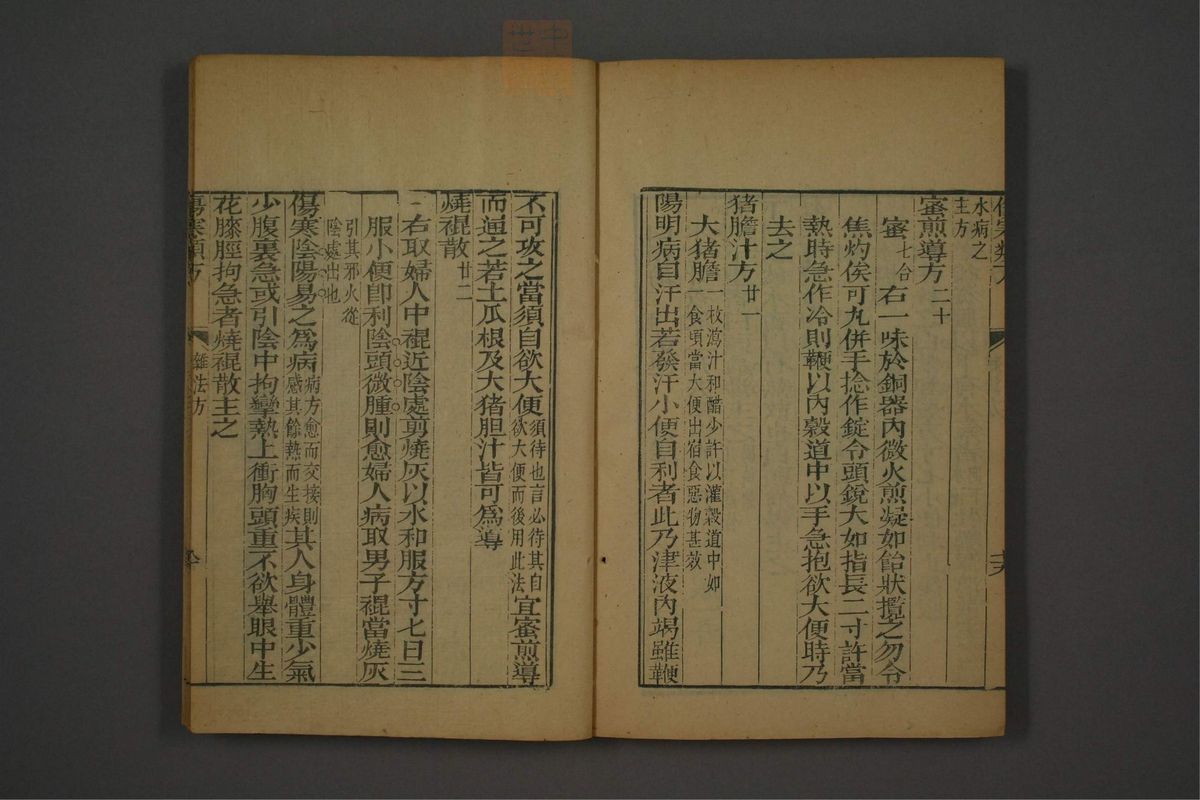 水病之
主方
蜜煎導方二十
蜜七合右一味於銅器內微火煎凝如飴狀攪之勿令
焦灼俟可丸併手捻作錠令頭銳大如指長二寸許當
熱時急作冷則鞕以內榖道中以手急抱欲大便時乃
去之
猪膽汁方廿一
大猪膽一枚瀉汁和醋少許以灌榖道中如
一食頃當大便出宿食惡物甚效
陽明病自汗出若發汗小便自利者此乃津液內竭雖鞕
不可攻之當須自欲大便須待也言必待其自
欲大便而後用此法宜蜜煎導
而通之若土瓜根及大猪胆汁皆可為導
燒裩散廿二
右取婦人中裩近陰處剪燒灰以水和服方寸七日三
服小便卽利陰頭微腫則愈婦人病取男子裩當燒灰
引其邪火從
陰處出也
傷寒陰陽易之為病病方愈而交接則
感其餘熱而生疾其人身體重少氣
少腹裏急或引陰中拘攣熱上衝胸頭重不欲舉眼中生
花膝脛拘急者燒裩散主之
傷寒類方
雜法方